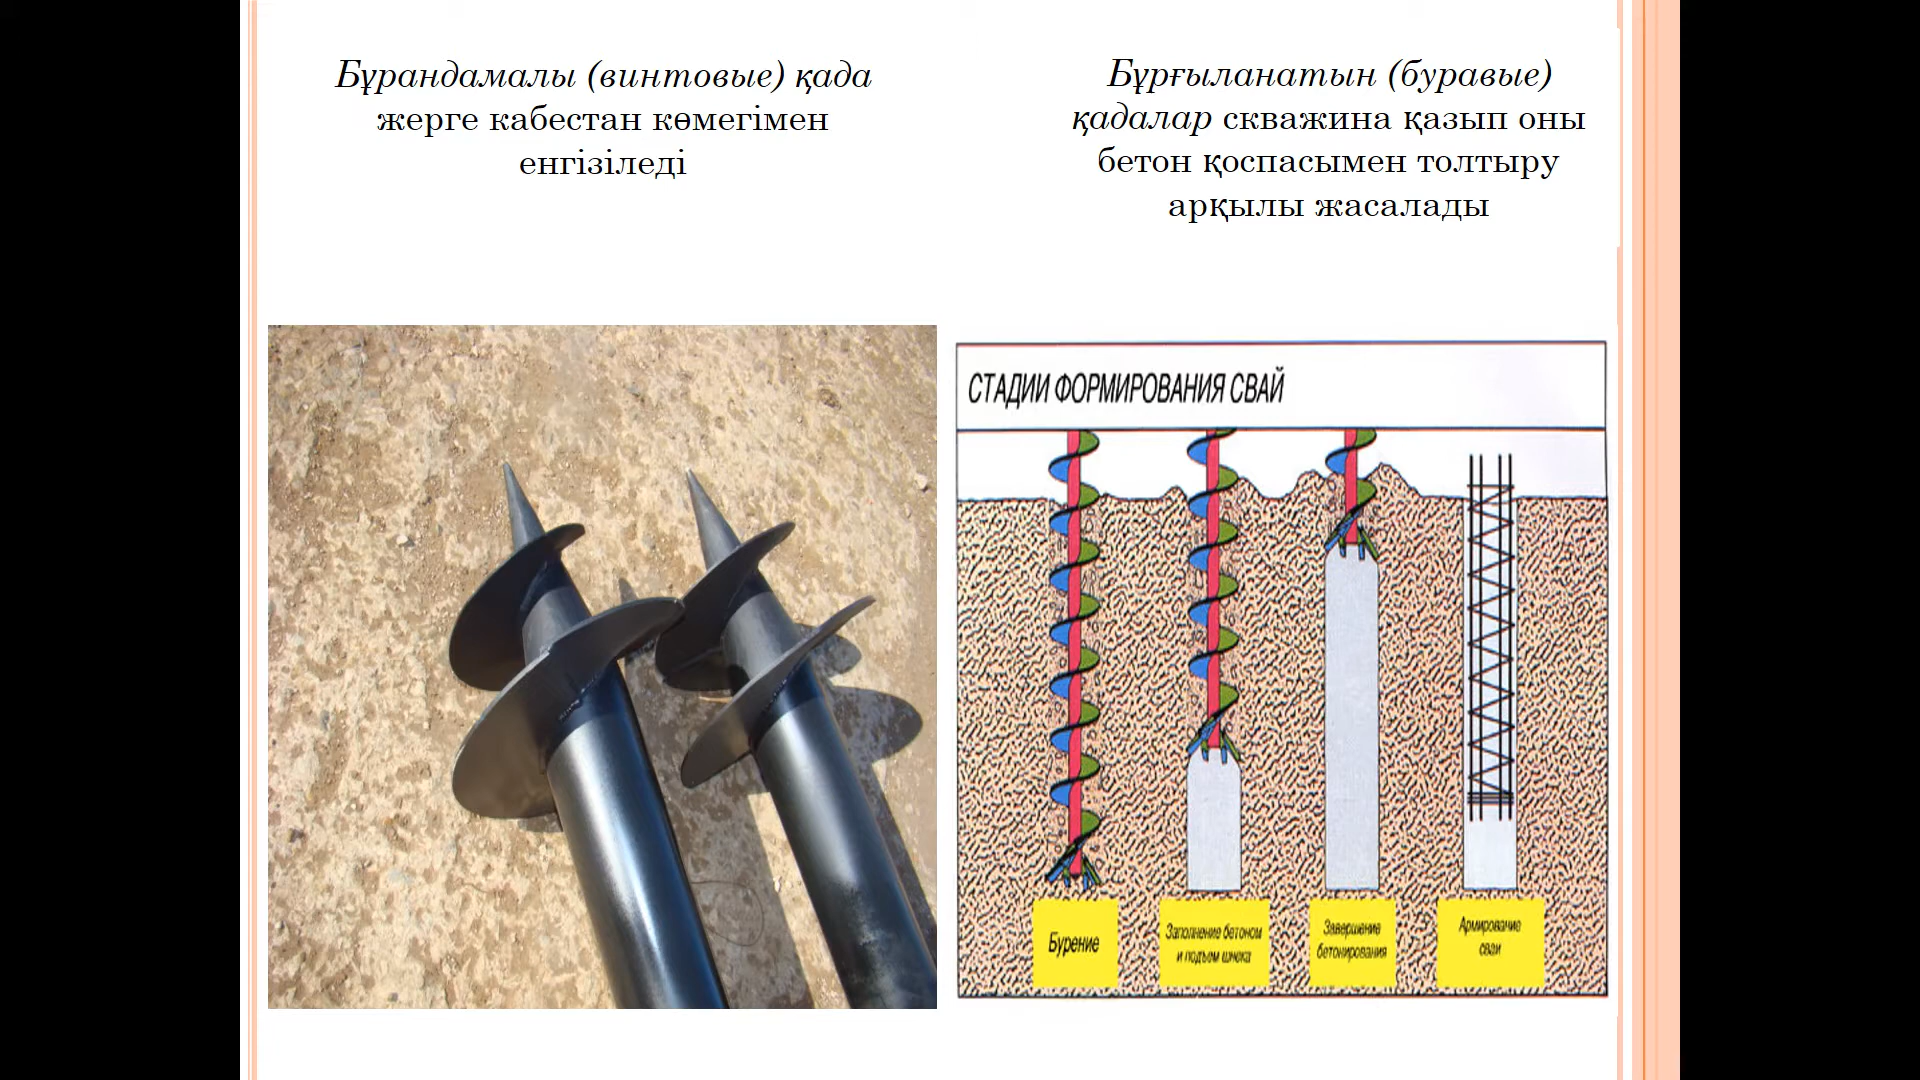 Бұрандамалы (винтовые) қада
жерге кабестан көмегімен
енгізіледі
Бұрғыланатын (буравые)
қадалар скважина қазып оны
бетон қоспасымен толтыру
арқылы жасалады
СТАДИИ ФОРМИРОВАНИЯ СВАЙ
Бурение
Заполнение бетоном
и подъем шнека
Завершение
бетонирования
Армирование
сваи